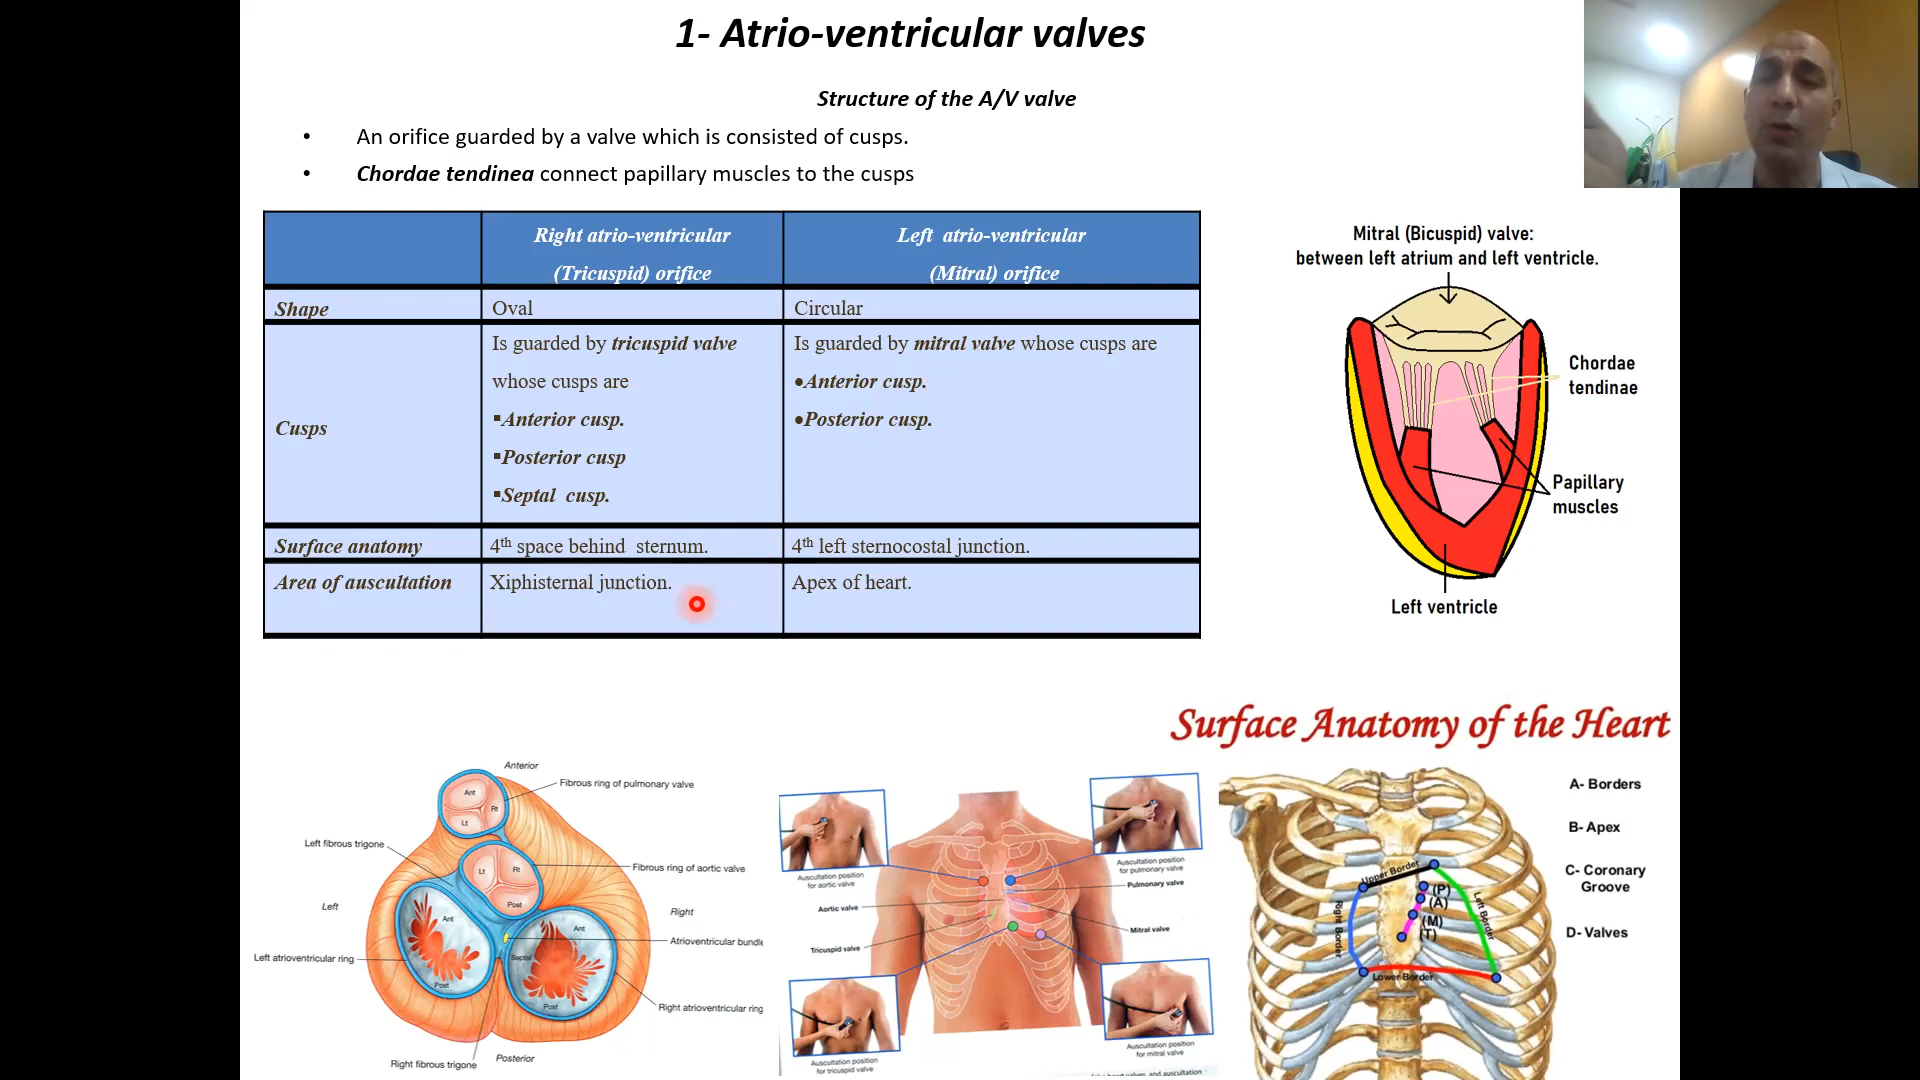 1- Atrio-ventricular valves
Structure of the A/V valve
• An orifice guarded by a valve which is consisted of cusps.
• Chordae tendinea connect papillary muscles to the cusps
Right atrio-ventricular
(Tricuspid) orifice
Left atrio-ventricular
(Mitral) orifice
Shape
Oval
Circular
Cusps
Is guarded by tricuspid valve
whose cusps are
▪Anterior cusp.
▪Posterior cusp
▪Septal cusp.
Is guarded by mitral valve whose cusps are
•Anterior cusp.
•Posterior cusp.
Surface anatomy
4th space behind sternum.
4th left sternocostal junction.
Area of auscultation
Xiphisternal junction.
Apex of heart.
Mitral (Bicuspid) valve:
between left atrium and left ventricle.
Chordae
tendinae
Papillary
muscles
Left ventricle
Anterior
Fibrous ring of pulmonary valve
Ant
Rt
Lt
Left fibrous trigone
Fibrous ring of aortic valve
Lt
Rt
Post
Left
Right
Ant
Ant
Atrioventricular bundle
Septal
Left atrioventricular ring
Post
Post
Right atrioventricular ring
Right fibrous trigone
Posterior
Auscultation position
for aortic valve
Auscultation position
for pulmonary valve
Pulmonary valve
Aortic valve
Mitral valve
Tricuspid valve
Auscultation position
for tricuspid valve
Auscultation position
for mitral valve
heart valves, and auscultation
Surface Anatomy of the Heart
A- Borders
B- Apex
C- Coronary
Groove
D- Valves
Upper Border
(P)
(A)
(M)
(T)
Right Border
Left Border
Lower Border